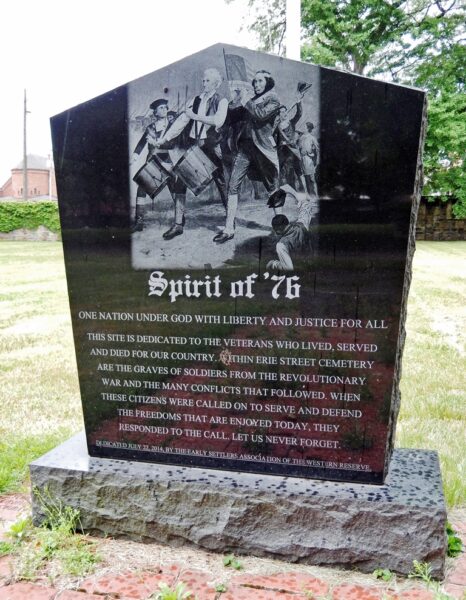 Spirit of '76
ONE NATION UNDER GOD WITH LIBERTY AND JUSTICE FOR ALL
THIS SITE IS DEDICATED TO THE VETERANS WHO LIVED, SERVED
AND DIED FOR OUR COUNTRY. WITHIN ERIE STREET CEMETERY
ARE THE GRAVES OF SOLDIERS FROM THE REVOLUTIONARY
WAR AND THE MANY CONFLICTS THAT FOLLOWED. WHEN
THESE CITIZENS WERE CALLED ON TO SERVE AND DEFEND
THE FREEDOMS THAT ARE ENJOYED TODAY, THEY
RESPONDED TO THE CALL. LET US NEVER FORGET.
DEDICATED JULY 22, 2014, BY THE EARLY SETTLERS ASSOCIATION OF THE WESTERN RESERVE.